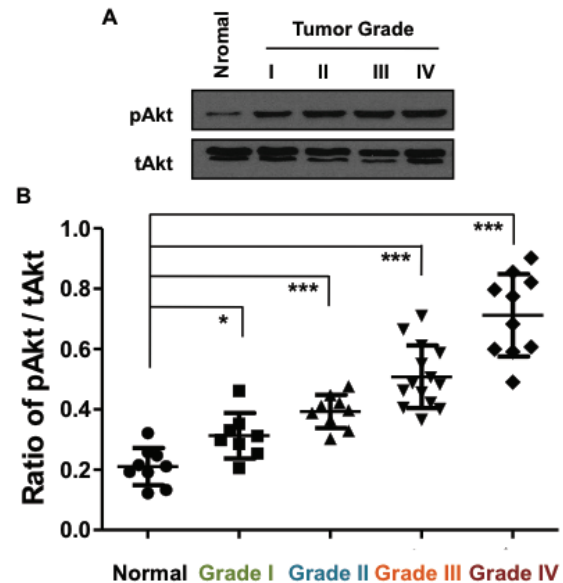 A
Nromal
Tumor Grade
I II III IV
pAkt
tAkt
B
Ratio of pAkt / tAkt
1.0
0.8
0.6
0.4
0.2
0.0
***
***
***
*
Normal Grade I Grade II Grade III Grade IV